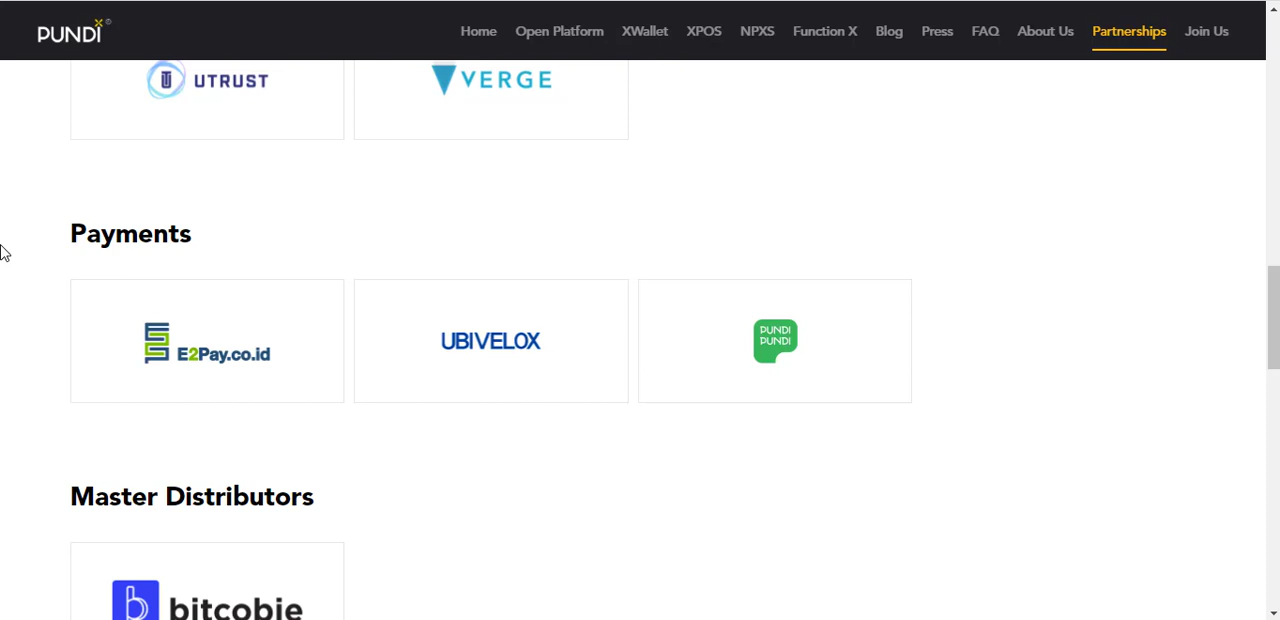 PUNDI X
Home Open Platform XWallet XPOS NPXS Function X Blog Press FAQ About Us Partnerships Join Us
UTRUST VERGE
Payments
E2Pay.co.id UBIVELOX PUNDI
PUNDI
Master Distributors
bitcobie